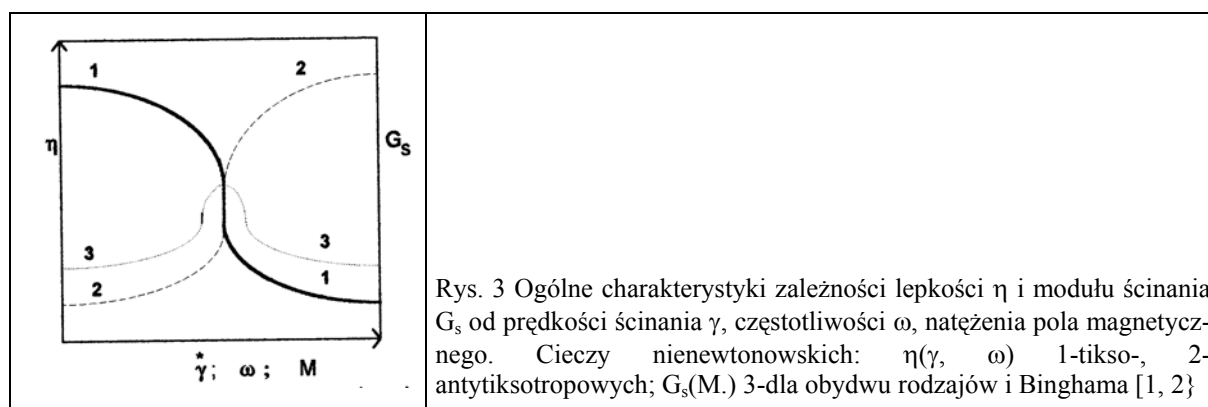 1
2
η
G_S
3
3
2
1
γ* ; ω ; M
Rys. 3 Ogólne charakterystyki zależności lepkości η i modułu ścinania
G_s od prędkości ścinania γ, częstotliwości ω, natężenia pola magnetycz-
nego. Cieczy nienewtonowskich: η(γ, ω) 1-tikso-, 2-
antytiksotropowych; G_s(M.) 3-dla obydwu rodzajów i Binghama [1, 2}